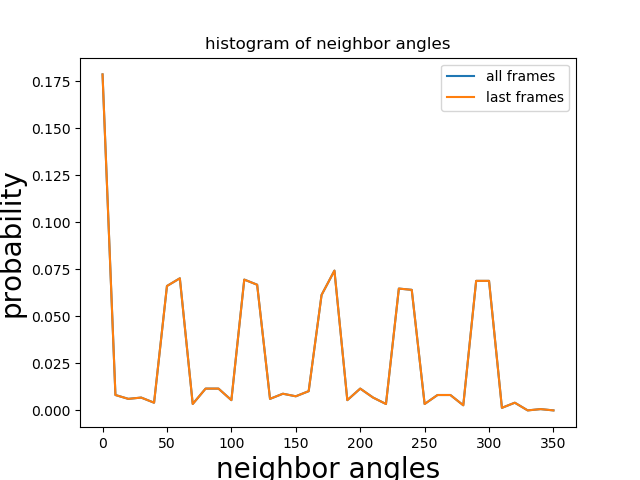 histogram of neighbor angles
all frames
last frames
probability
0.175
0.150
0.125
0.100
0.075
0.050
0.025
0.000
0 50 100 150 200 250 300 350
neighbor angles